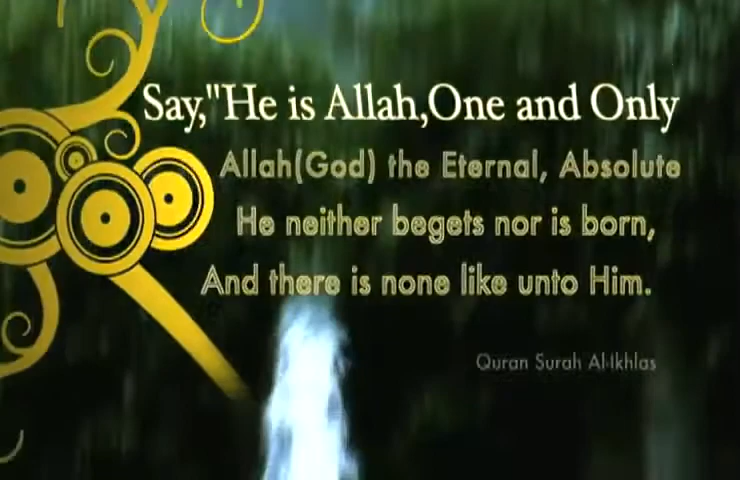 Say,"He is Allah,One and Only
Allah(God) the Eternal, Absolute
He neither begets nor is born,
And there is none like unto Him.
Quran Surah Al-Ikhlas